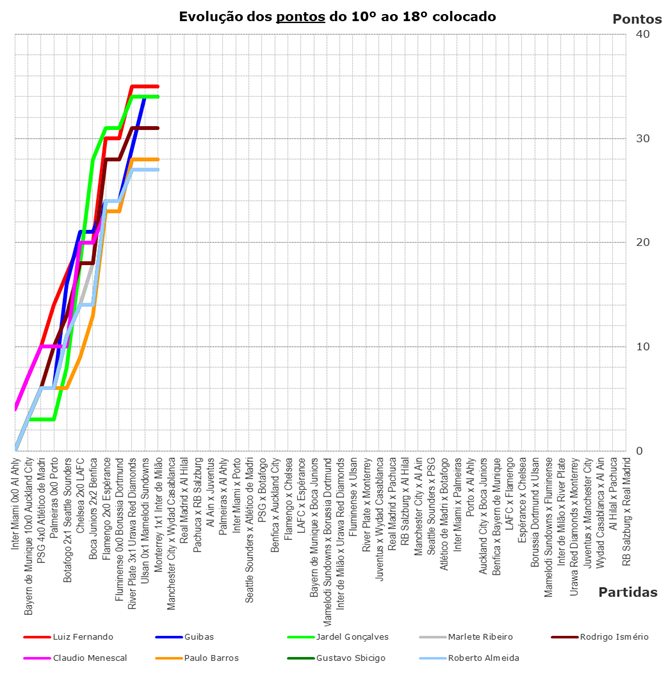 Evolução dos pontos do 10º ao 18º colocado
Pontos
40
30
20
10
0
Inter Miami 0x0 Al Ahly
Bayern de Munique 10x0 Auckland City
PSG 4x0 Atlético de Madri
Palmeiras 0x0 Porto
Botafogo 2x1 Seattle Sounders
Chelsea 2x0 LAFC
Boca Juniors 2x2 Benfica
Flamengo 2x0 Espérance
Fluminense 0x0 Borussia Dortmund
River Plate 3x1 Urawa Red Diamonds
Ulsan 0x1 Mamelodi Sundowns
Monterrey 1x1 Inter de Milão
Manchester City x Wydad Casablanca
Real Madrid x Al Hilal
Pachuca x RB Salzburg
Al Ain x Juventus
Palmeiras x Al Ahly
Inter Miami x Porto
Seattle Sounders x Atlético de Madri
PSG x Botafogo
Benfica x Auckland City
Flamengo x Chelsea
LAFC x Espérance
Bayern de Munique x Boca Juniors
Mamelodi Sundowns x Borussia Dortmund
Inter de Milão x Urawa Red Diamonds
Fluminense x Ulsan
River Plate x Monterrey
Juventus x Wydad Casablanca
Real Madrid x Pachuca
RB Salzburg x Al Hilal
Manchester City x Al Ain
Seattle Sounders x PSG
Atlético de Madri x Botafogo
Inter Miami x Palmeiras
Porto x Al Ahly
Auckland City x Boca Juniors
Benfica x Bayern de Munique
LAFC x Flamengo
Espérance x Chelsea
Borussia Dortmund x Ulsan
Mamelodi Sundowns x Fluminense
Inter de Milão x River Plate
Urawa Red Diamonds x Monterrey
Juventus x Manchester City
Wydad Casablanca x Al Ain
Al Hilal x Pachuca
RB Salzburg x Real Madrid
Partidas
Luiz Fernando
Guibas
Jardel Gonçalves
Marlete Ribeiro
Rodrigo Ismério
Claudio Menescal
Paulo Barros
Gustavo Sbicigo
Roberto Almeida